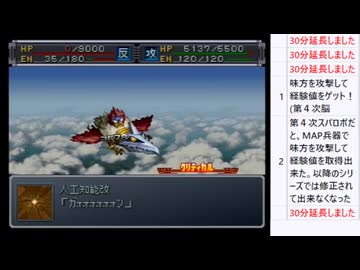 HP 0/9000
EN 35/180
反
攻
HP 5137/5500
EN 120/120
クリティカル
人工知能改
「カォォォォォォン」
30分延長しました
30分延長しました
30分延長しました
1
味方を攻撃して
経験値をゲット!
(第4次脳
2
第4次スパロボだ
と、MAP兵器で
味方を攻撃して
経験値を取得出
来た。以降のシリ
ーズでは修正され
て出来なくなった
30分延長しました